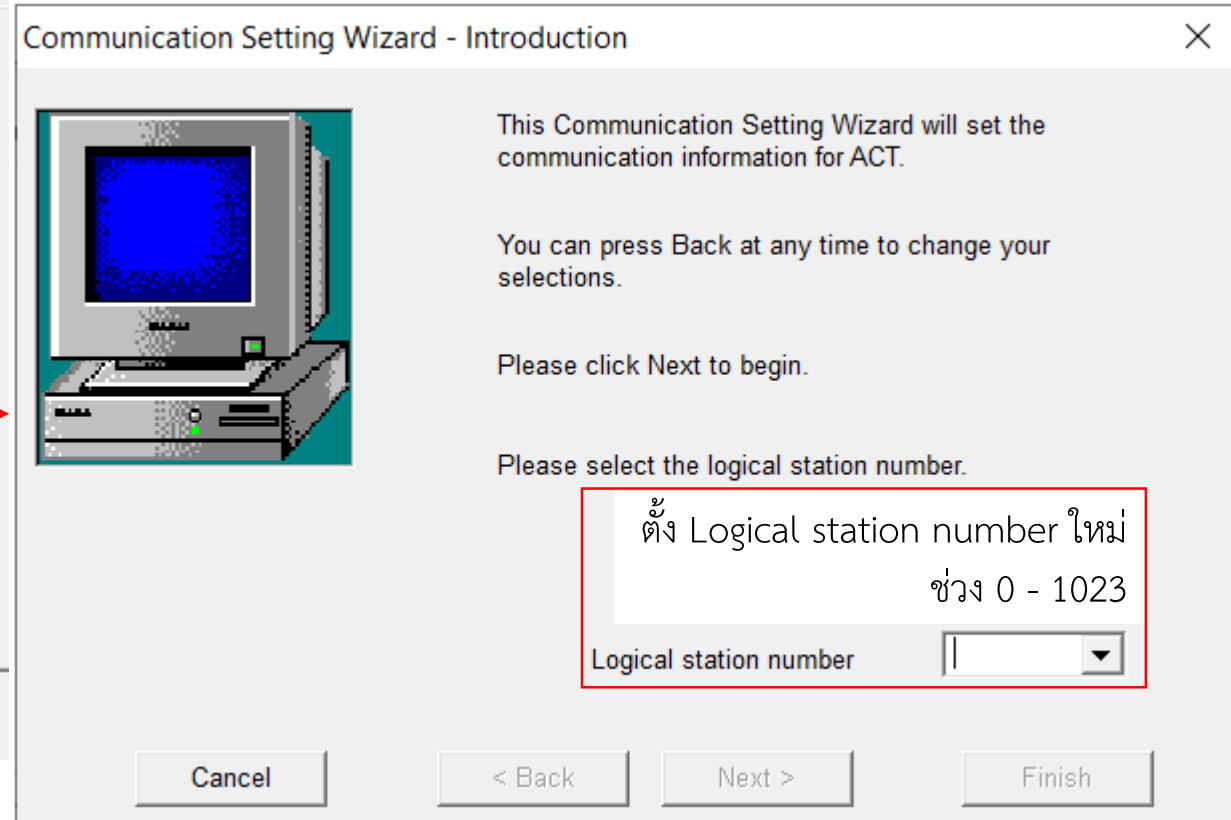 Communication Setting Wizard - Introduction
This Communication Setting Wizard will set the
communication information for ACT.
You can press Back at any time to change your
selections.
Please click Next to begin.
Please select the logical station number.
ตั้ง Logical station number ใหม่
ช่วง 0 - 1023
Logical station number
Cancel
< Back
Next >
Finish